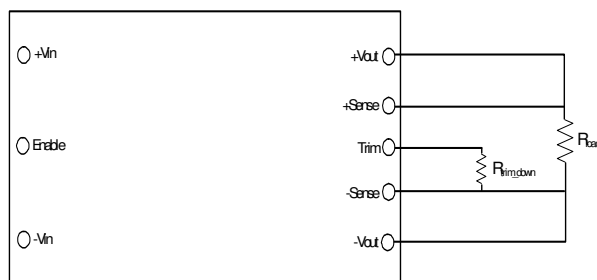 +Vin
+Vout
+Sense
Enable
Trim
Rtrim_down
-Sense
-Vin
-Vout